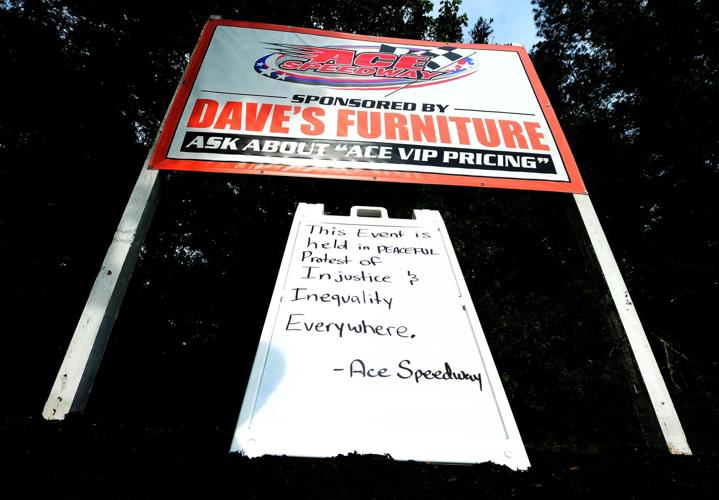 ACE
SPEEDWAY
SPONSORED BY
DAVE'S FURNITURE
ASK ABOUT "ACE VIP PRICING"
This Event is
held in PEACEFUL
Protest of
Injustice &
Inequality
Everywhere.
-Ace Speedway